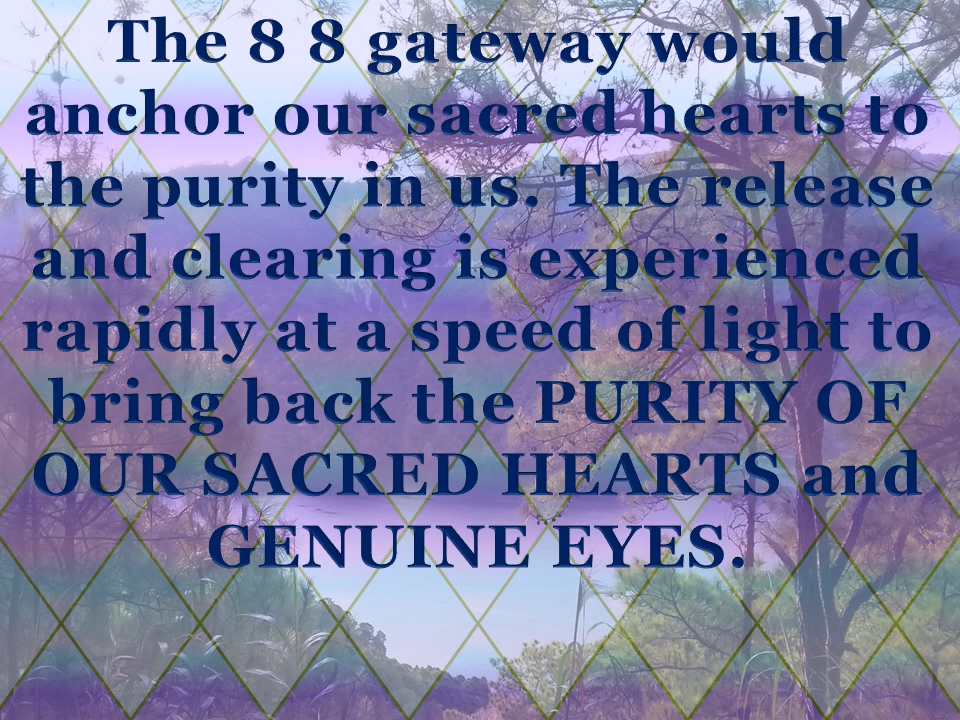 The 8 8 gateway would
anchor our sacred hearts to
the purity in us. The release
and clearing is experienced
rapidly at a speed of light to
bring back the PURITY OF
OUR SACRED HEARTS and
GENUINE EYES.